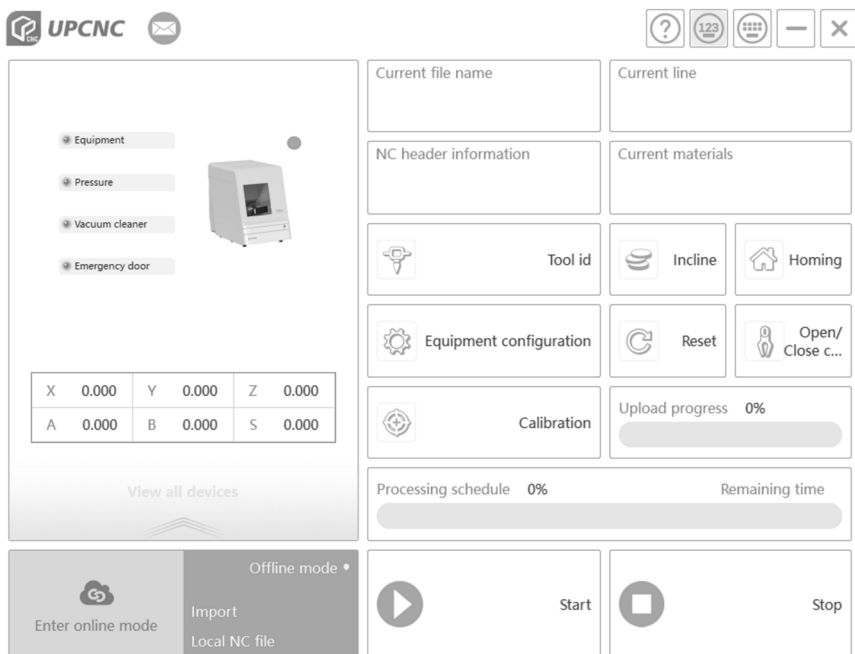 UPCNC
CNC
123
Equipment
Pressure
Vacuum cleaner
Emergency door
X 0.000 Y 0.000 Z 0.000
A 0.000 B 0.000 S 0.000
View all devices
Enter online mode
Offline mode
Import
Local NC file
Current file name
Current line
NC header information
Current materials
Tool id
Incline
Homing
Equipment configuration
Reset
Open/
Close c...
Calibration
Upload progress 0%
Processing schedule 0% Remaining time
Start
Stop